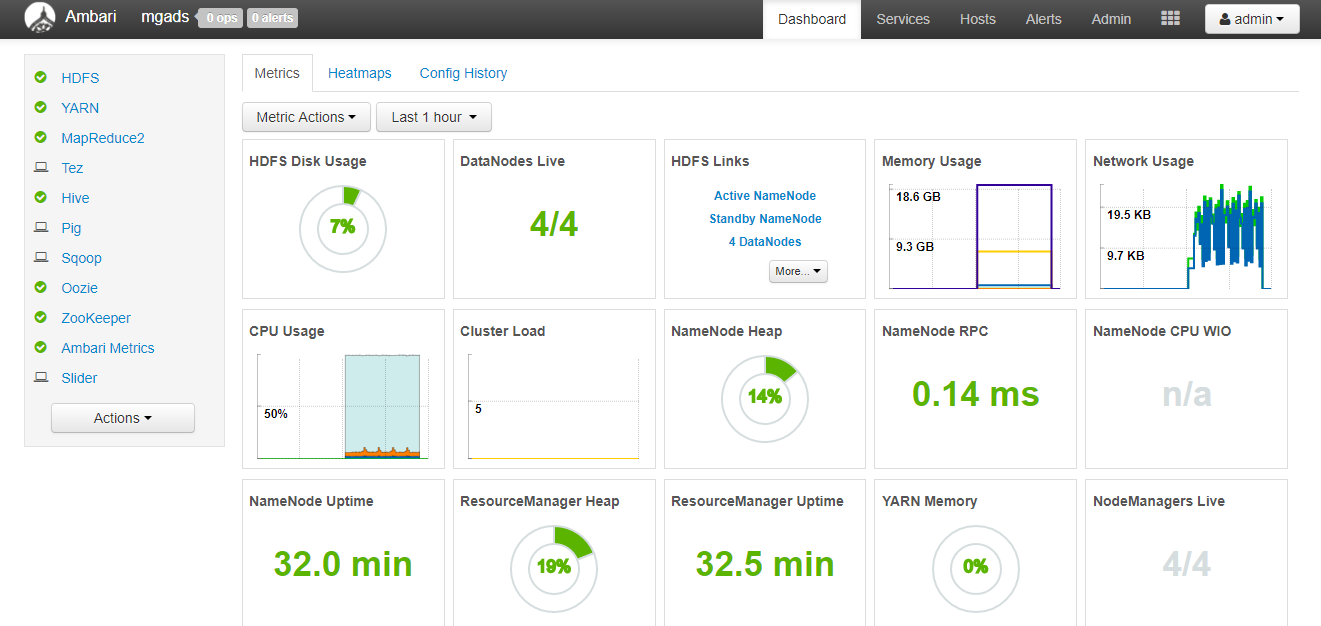 Ambari mgads 0 ops 0 alerts Dashboard Services Hosts Alerts Admin admin
HDFS
YARN
MapReduce2
Tez
Hive
Pig
Sqoop
Oozie
ZooKeeper
Ambari Metrics
Slider
Actions
Metrics Heatmaps Config History
Metric Actions Last 1 hour
HDFS Disk Usage
7%
DataNodes Live
4/4
HDFS Links
Active NameNode
Standby NameNode
4 DataNodes
More...
Memory Usage
18.6 GB
9.3 GB
Network Usage
19.5 KB
9.7 KB
CPU Usage
50%
Cluster Load
5
NameNode Heap
14%
NameNode RPC
0.14 ms
NameNode CPU WIO
n/a
NameNode Uptime
32.0 min
ResourceManager Heap
19%
ResourceManager Uptime
32.5 min
YARN Memory
0%
NodeManagers Live
4/4